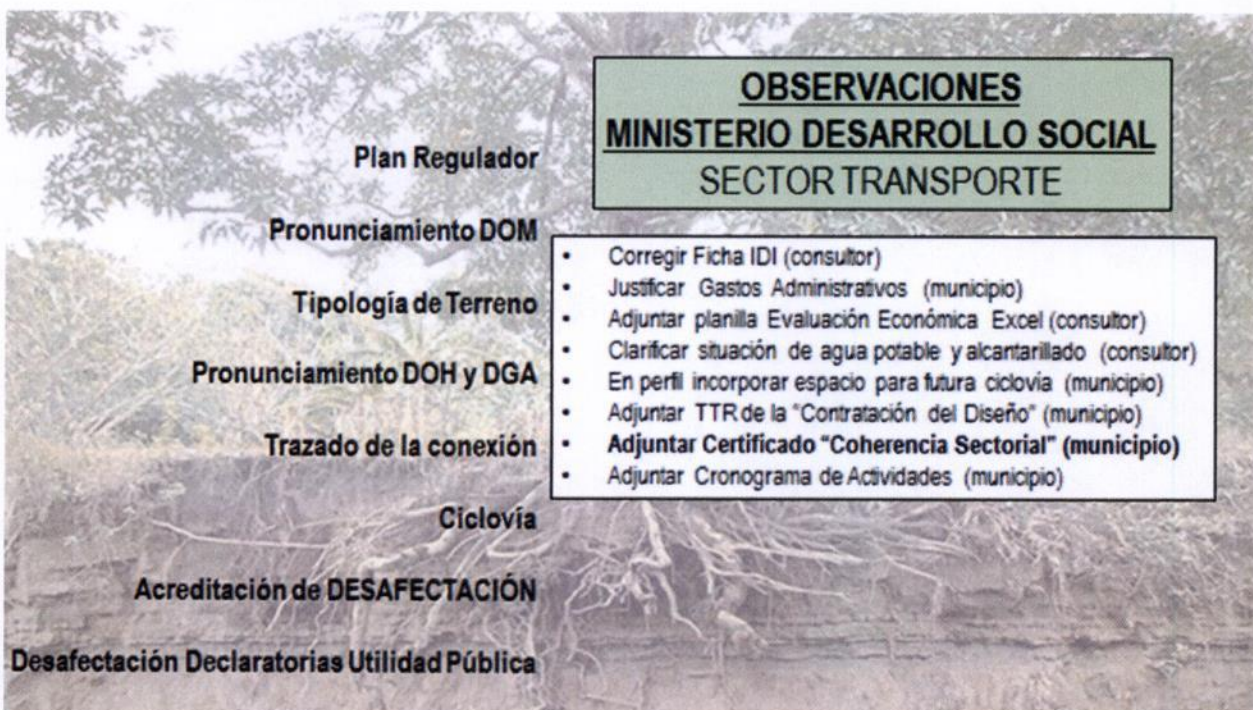 OBSERVACIONES
MINISTERIO DESARROLLO SOCIAL
SECTOR TRANSPORTE
Plan Regulador
Pronunciamiento DOM
Tipología de Terreno
Pronunciamiento DOH y DGA
Trazado de la conexión
Ciclovía
Acreditación de DESAFECTACIÓN
Desafectación Declaratorias Utilidad Pública
• Corregir Ficha IDI (consultor)
• Justificar Gastos Administrativos (municipio)
• Adjuntar planilla Evaluación Económica Excel (consultor)
• Clarificar situación de agua potable y alcantarillado (consultor)
• En perfil incorporar espacio para futura ciclovía (municipio)
• Adjuntar TTR de la "Contratación del Diseño" (municipio)
• Adjuntar Certificado "Coherencia Sectorial" (municipio)
• Adjuntar Cronograma de Actividades (municipio)